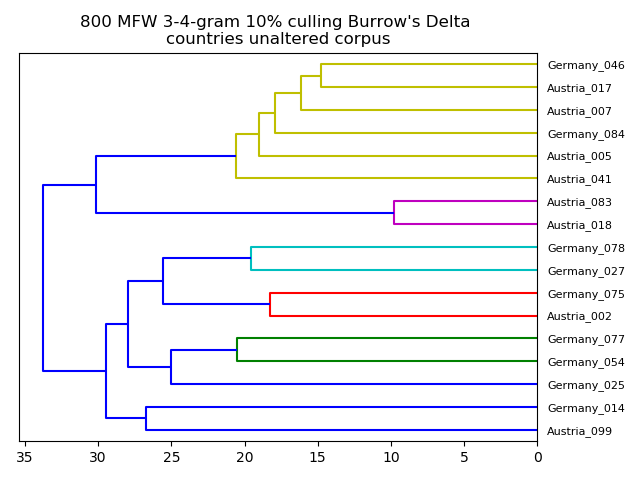 800 MFW 3-4-gram 10% culling Burrow's Delta
countries unaltered corpus
Germany_046
Austria_017
Austria_007
Germany_084
Austria_005
Austria_041
Austria_083
Austria_018
Germany_078
Germany_027
Germany_075
Austria_002
Germany_077
Germany_054
Germany_025
Germany_014
Austria_099
35 30 25 20 15 10 5 0